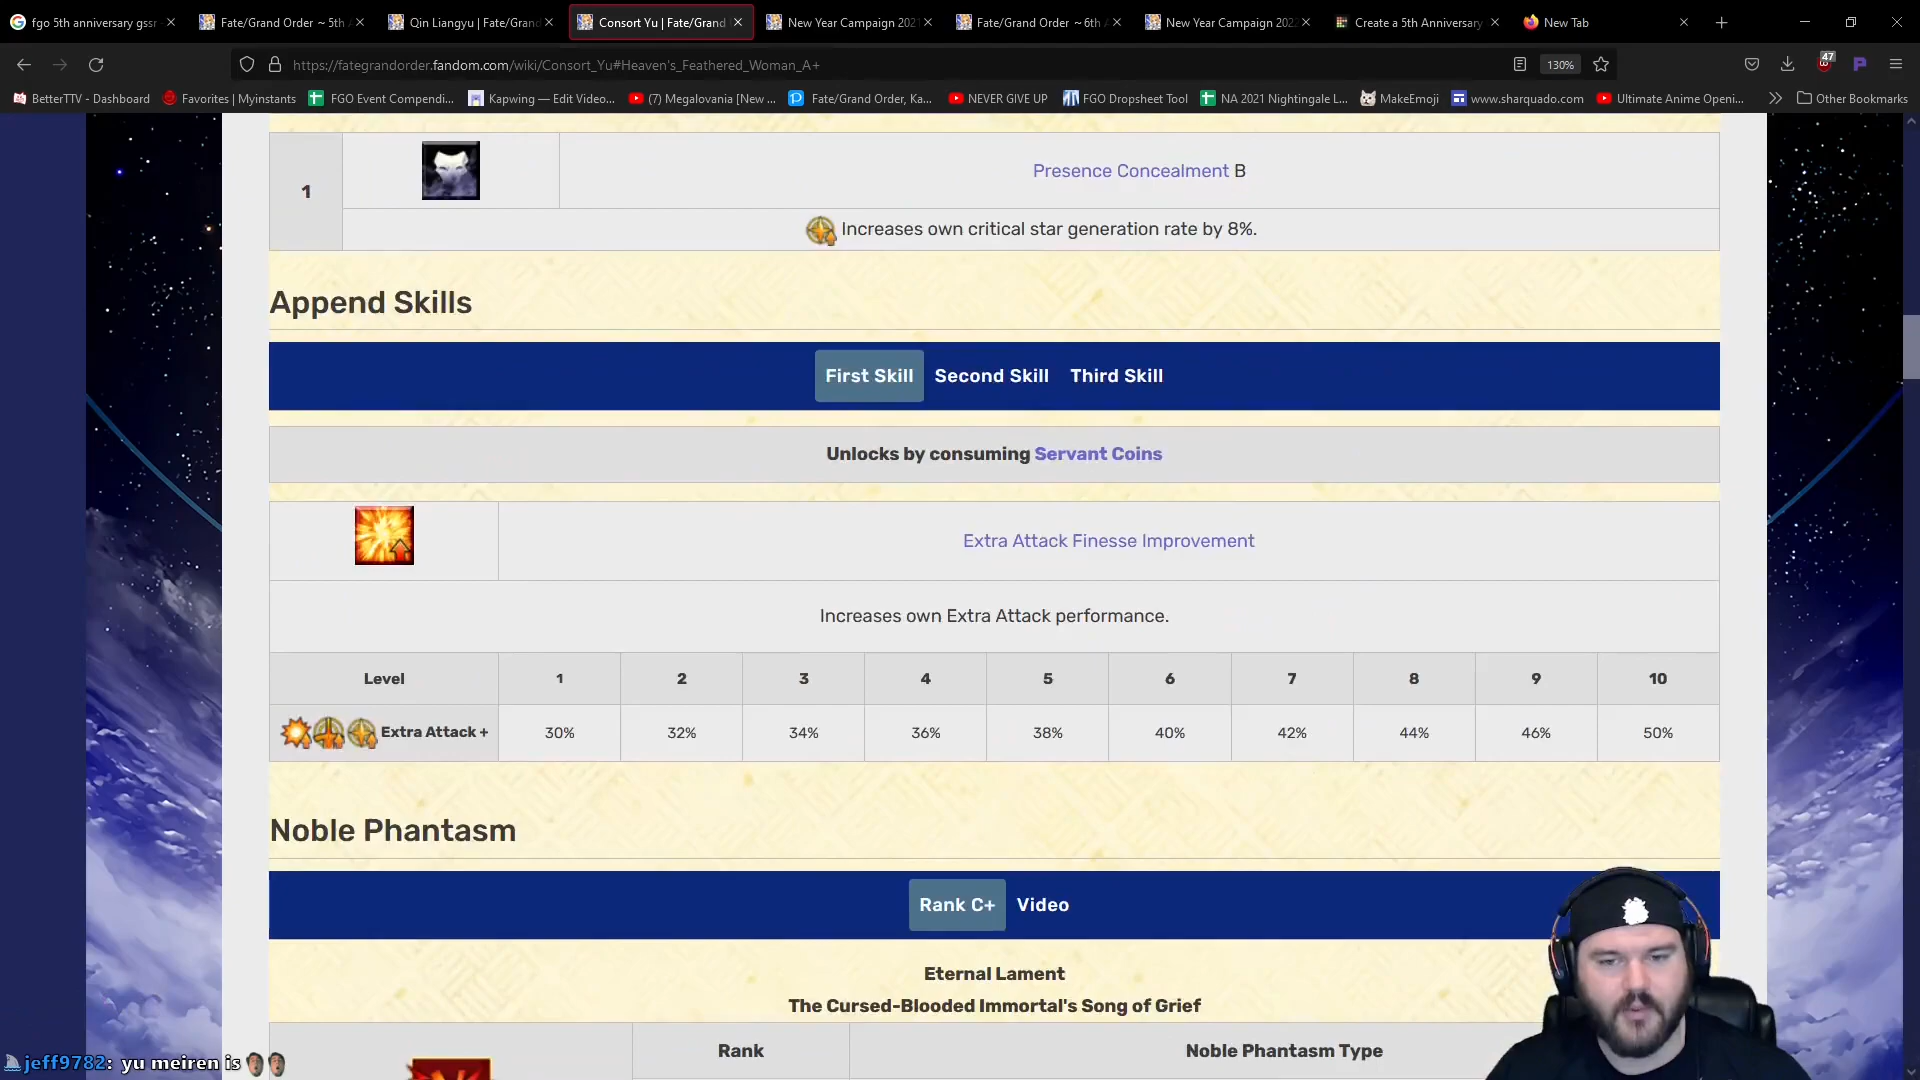 fgo 5th anniversary gssr
Fate/Grand Order ~ 5th A
Qin Liangyu | Fate/Grand
Consort Yu | Fate/Grand
New Year Campaign 2021
Fate/Grand Order ~6th A
New Year Campaign 202
Create a 5th Anniversary
New Tab
https://fategrandorder.fandom.com/wiki/Consort_Yu#Heaven's_Feathered_Woman_A+
130%
47
BetterTTV - Dashboard
Favorites | Myinstants
FGO Event Compendi...
Kapwing — Edit Video...
(7) Megalovania [New ...
Fate/Grand Order, Ka...
NEVER GIVE UP
FGO Dropsheet Tool
NA 2021 Nightingale L...
MakeEmoji
www.sharquado.com
Ultimate Anime Openi...
Other Bookmarks
1
Presence Concealment B
Increases own critical star generation rate by 8%.
Append Skills
First Skill Second Skill Third Skill
Unlocks by consuming Servant Coins
Extra Attack Finesse Improvement
Increases own Extra Attack performance.
Level 1 2 3 4 5 6 7 8 9 10
Extra Attack + 30% 32% 34% 36% 38% 40% 42% 44% 46% 50%
Noble Phantasm
Rank C+ Video
Eternal Lament
The Cursed-Blooded Immortal's Song of Grief
Rank Noble Phantasm Type
jeff9782: yu meiren is